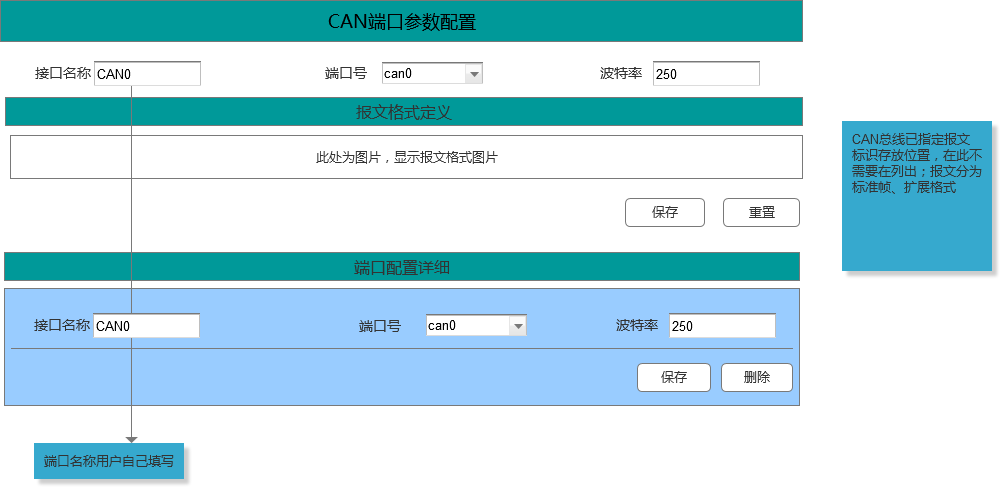 CAN端口参数配置
接口名称 CAN0 端口号 can0 波特率 250
报文格式定义
此处为图片，显示报文格式图片
保存 重置
CAN总线已指定报文
标识存放位置，在此不
需要在列出；报文分为
标准帧、扩展格式
端口配置详细
接口名称 CAN0 端口号 can0 波特率 250
保存 删除
端口名称用户自己填写